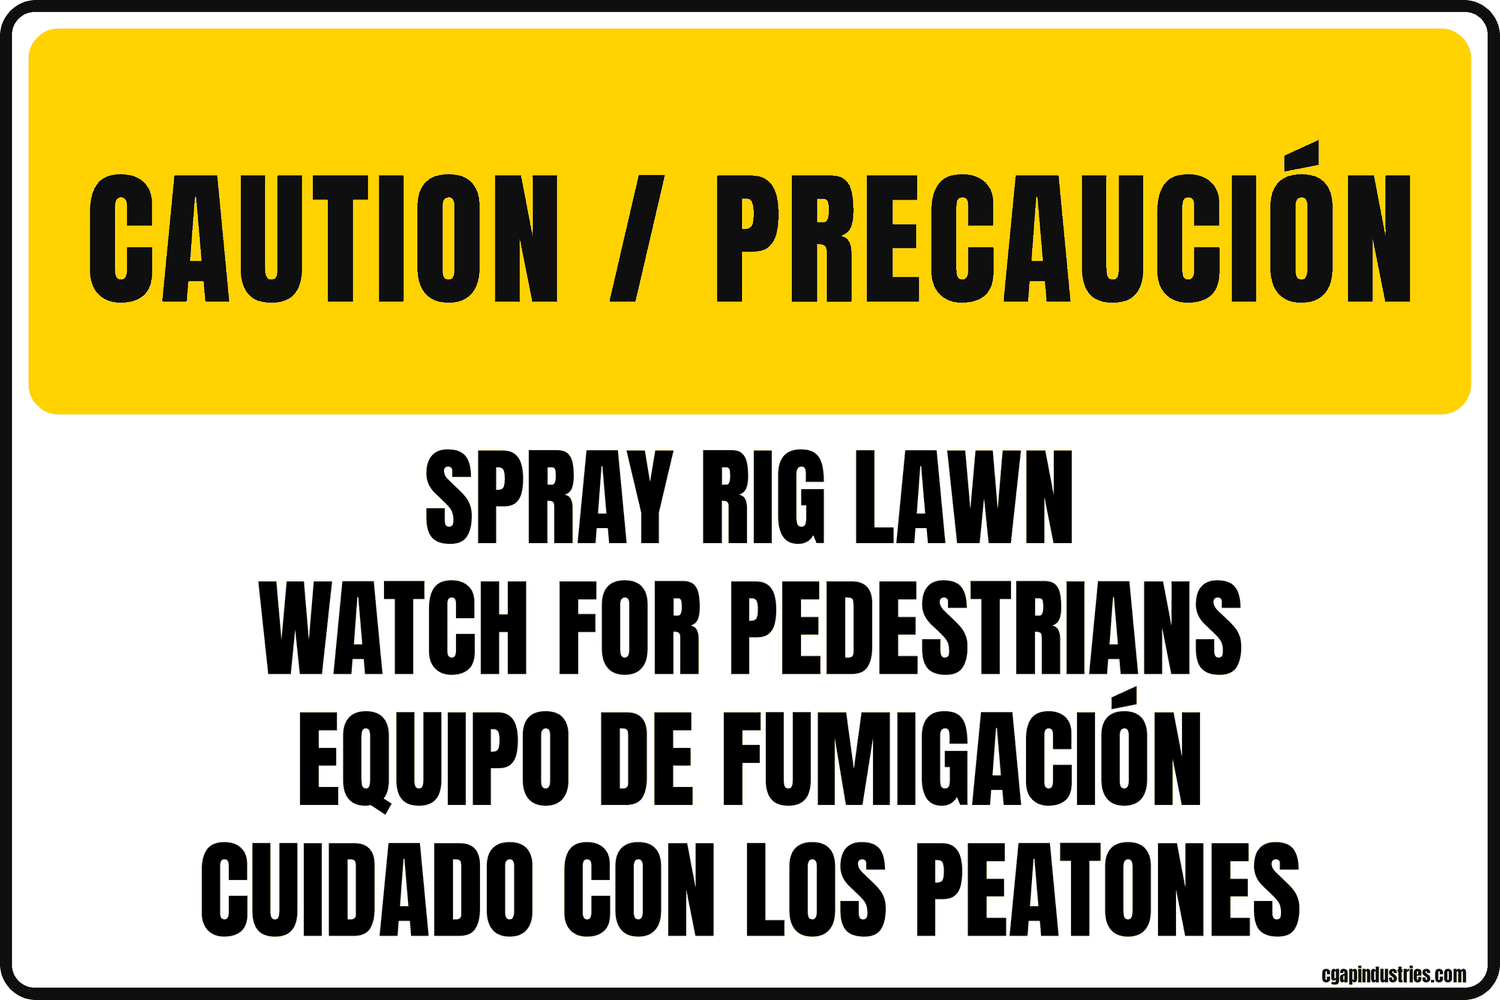 CAUTION / PRECAUCIÓN
SPRAY RIG LAWN
WATCH FOR PEDESTRIANS
EQUIPO DE FUMIGACIÓN
CUIDADO CON LOS PEATONES
cgapindustries.com